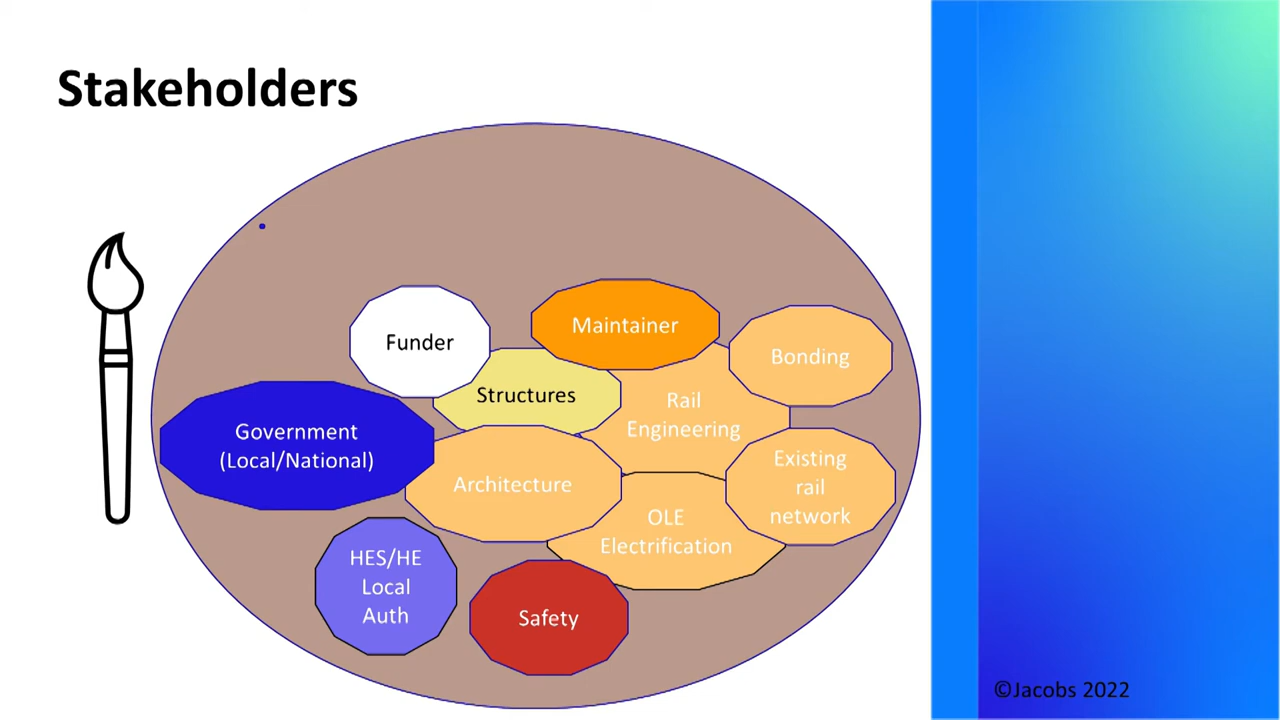 Stakeholders
Funder
Maintainer
Bonding
Structures
Rail
Engineering
Government
(Local/National)
Architecture
Existing
rail
network
OLE
Electrification
HES/HE
Local
Auth
Safety
©Jacobs 2022